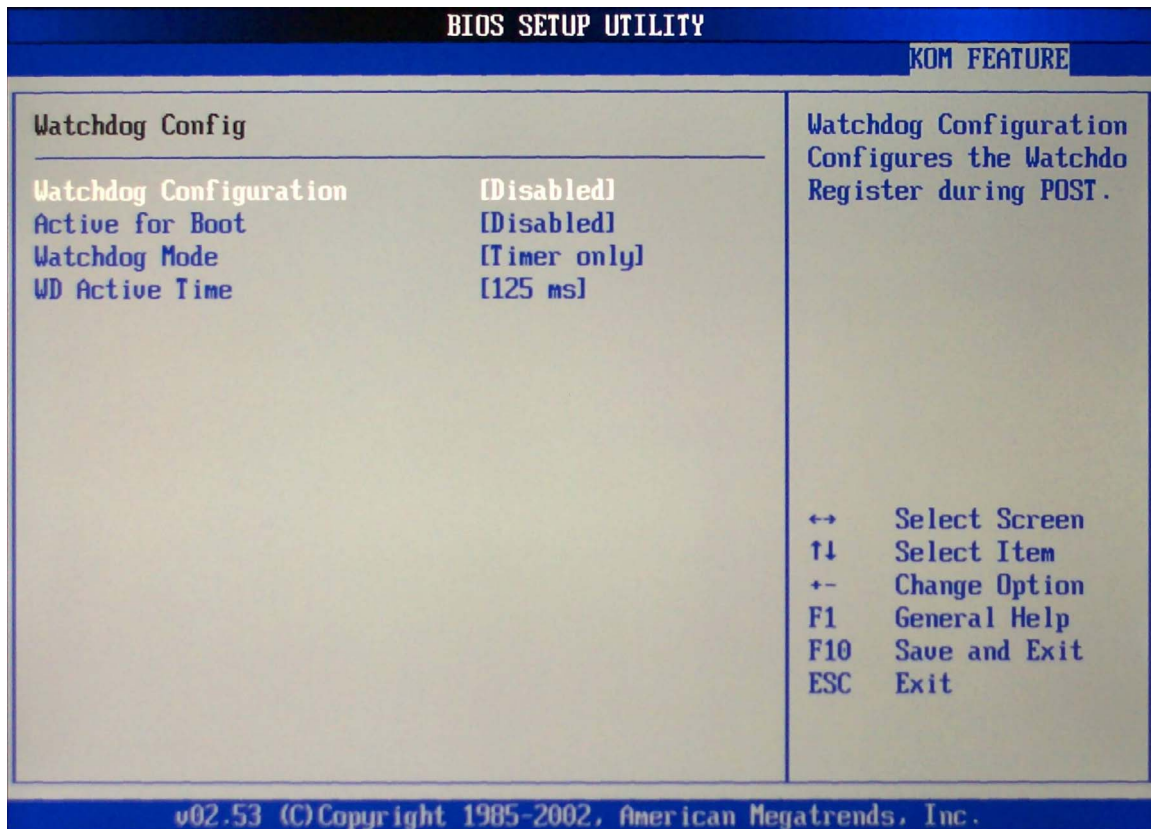 BIOS SETUP UTILITY
KOM FEATURE
Watchdog Config
Watchdog Configuration [Disabled]
Active for Boot [Disabled]
Watchdog Mode [Timer only]
WD Active Time [125 ms]
Watchdog Configuration
Configures the Watchdo
Register during POST.
←→ Select Screen
↑↓ Select Item
+- Change Option
F1 General Help
F10 Save and Exit
ESC Exit
v02.53 (C)Copyright 1985-2002, American Megatrends, Inc.